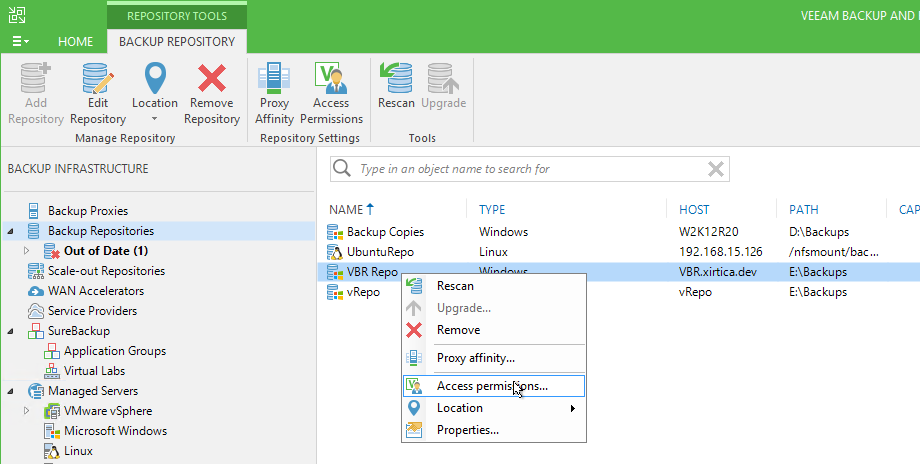 REPOSITORY TOOLS
VEEAM BACKUP AND
HOME
BACKUP REPOSITORY
Add Repository
Edit Repository
Location
Remove Repository
Proxy Affinity
Access Permissions
Rescan
Upgrade
Manage Repository
Repository Settings
Tools
BACKUP INFRASTRUCTURE
Backup Proxies
Backup Repositories
Out of Date (1)
Scale-out Repositories
WAN Accelerators
Service Providers
SureBackup
Application Groups
Virtual Labs
Managed Servers
VMware vSphere
Microsoft Windows
Linux
Type in an object name to search for
NAME TYPE HOST PATH CAP
Backup Copies Windows W2K12R20 D:\Backups
UbuntuRepo Linux 192.168.15.126 /nfsmount/bac...
VBR Repo Windows VBR.xirtica.dev E:\Backups
vRepo vRepo E:\Backups
Rescan
Upgrade...
Remove
Proxy affinity...
Access permissions...
Location
Properties...